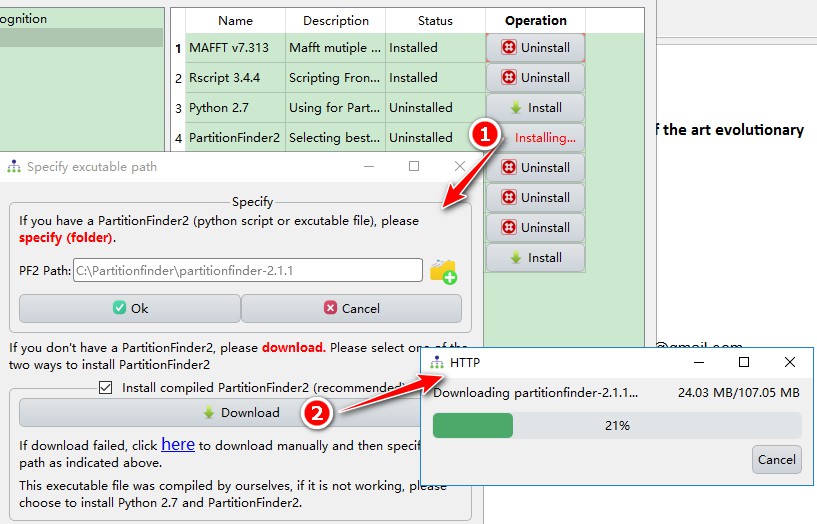 ognition
Name Description Status Operation
1 MAFFT v7.313 Mafft mutiple ... Installed Uninstall
2 Rscript 3.4.4 Scripting Fron... Installed Uninstall
3 Python 2.7 Using for Part... Uninstalled Install
4 PartitionFinder2 Selecting best... Uninstalled Installing...
1
Uninstall
Uninstall
Uninstall
Install
f the art evolutionary
@gmail.com
Specify excutable path
Specify
If you have a PartitionFinder2 (python script or excutable file), please
specify (folder).
PF2 Path: C:\Partitionfinder\partitionfinder-2.1.1
Ok Cancel
If you don't have a PartitionFinder2, please download. Please select one of the
two ways to install PartitionFinder2
Install compiled PartitionFinder2 (recommended)
Download
2
If download failed, click here to download manually and then specif
path as indicated above.
This executable file was compiled by ourselves, if it is not working, please
choose to install Python 2.7 and PartitionFinder2.
HTTP
Downloading partitionfinder-2.1.1... 24.03 MB/107.05 MB
21%
Cancel